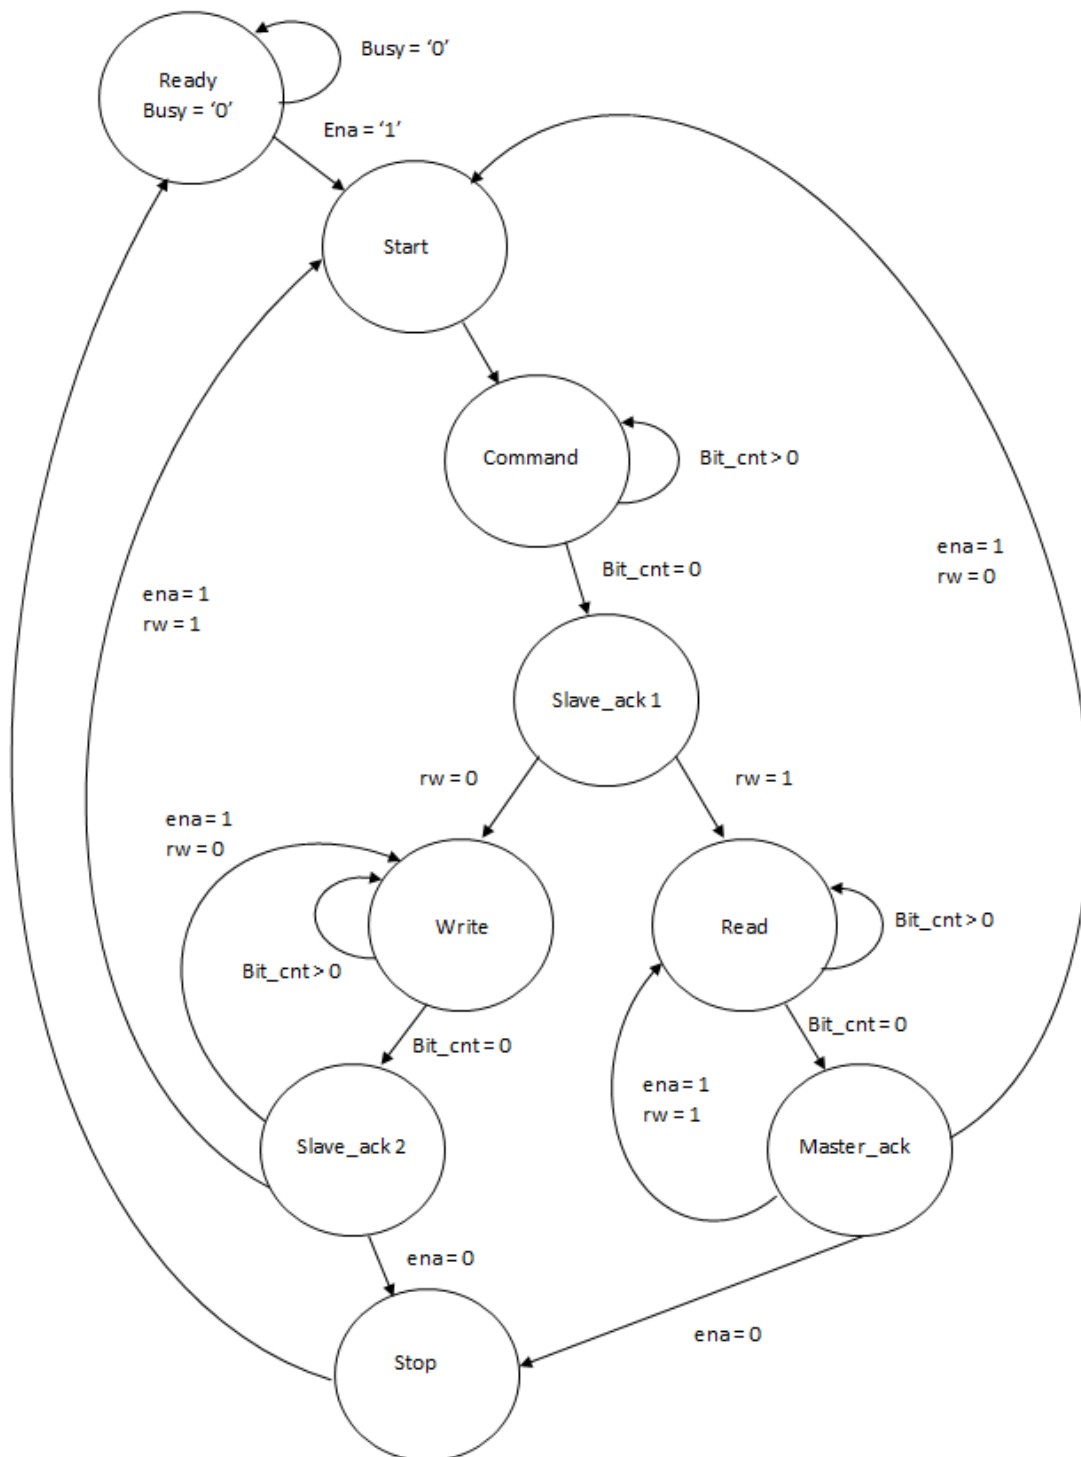 Ready
Busy = ‘0’
Busy = ‘0’
Ena = ‘1’
Start
Command
Bit_cnt > 0
Bit_cnt = 0
ena = 1
rw = 0
ena = 1
rw = 1
Slave_ack 1
rw = 0
rw = 1
ena = 1
rw = 0
Write
Bit_cnt > 0
Read
Bit_cnt > 0
Bit_cnt = 0
Bit_cnt = 0
ena = 1
rw = 1
Slave_ack 2
Master_ack
ena = 0
ena = 0
Stop